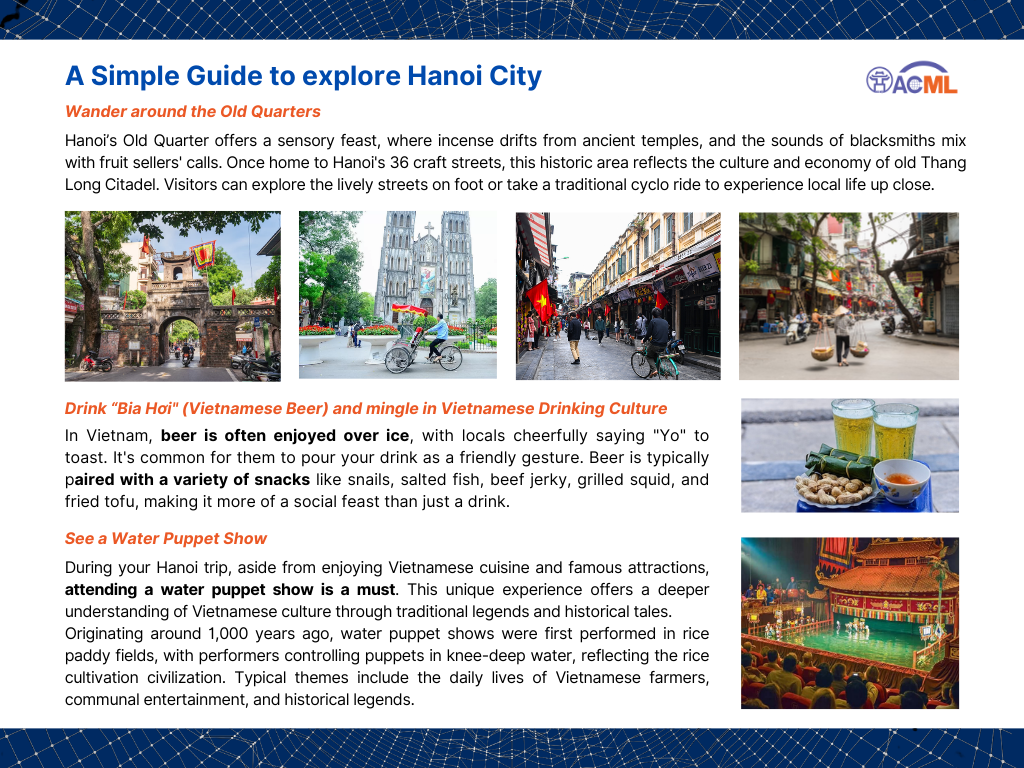 A Simple Guide to explore Hanoi City
ACML
Wander around the Old Quarters
Hanoi's Old Quarter offers a sensory feast, where incense drifts from ancient temples, and the sounds of blacksmiths mix
with fruit sellers' calls. Once home to Hanoi's 36 craft streets, this historic area reflects the culture and economy of old Thang
Long Citadel. Visitors can explore the lively streets on foot or take a traditional cyclo ride to experience local life up close.
Drink “Bia Hơi" (Vietnamese Beer) and mingle in Vietnamese Drinking Culture
In Vietnam, beer is often enjoyed over ice, with locals cheerfully saying "Yo" to
toast. It's common for them to pour your drink as a friendly gesture. Beer is typically
paired with a variety of snacks like snails, salted fish, beef jerky, grilled squid, and
fried tofu, making it more of a social feast than just a drink.
See a Water Puppet Show
During your Hanoi trip, aside from enjoying Vietnamese cuisine and famous attractions,
attending a water puppet show is a must. This unique experience offers a deeper
understanding of Vietnamese culture through traditional legends and historical tales.
Originating around 1,000 years ago, water puppet shows were first performed in rice
paddy fields, with performers controlling puppets in knee-deep water, reflecting the rice
cultivation civilization. Typical themes include the daily lives of Vietnamese farmers,
communal entertainment, and historical legends.